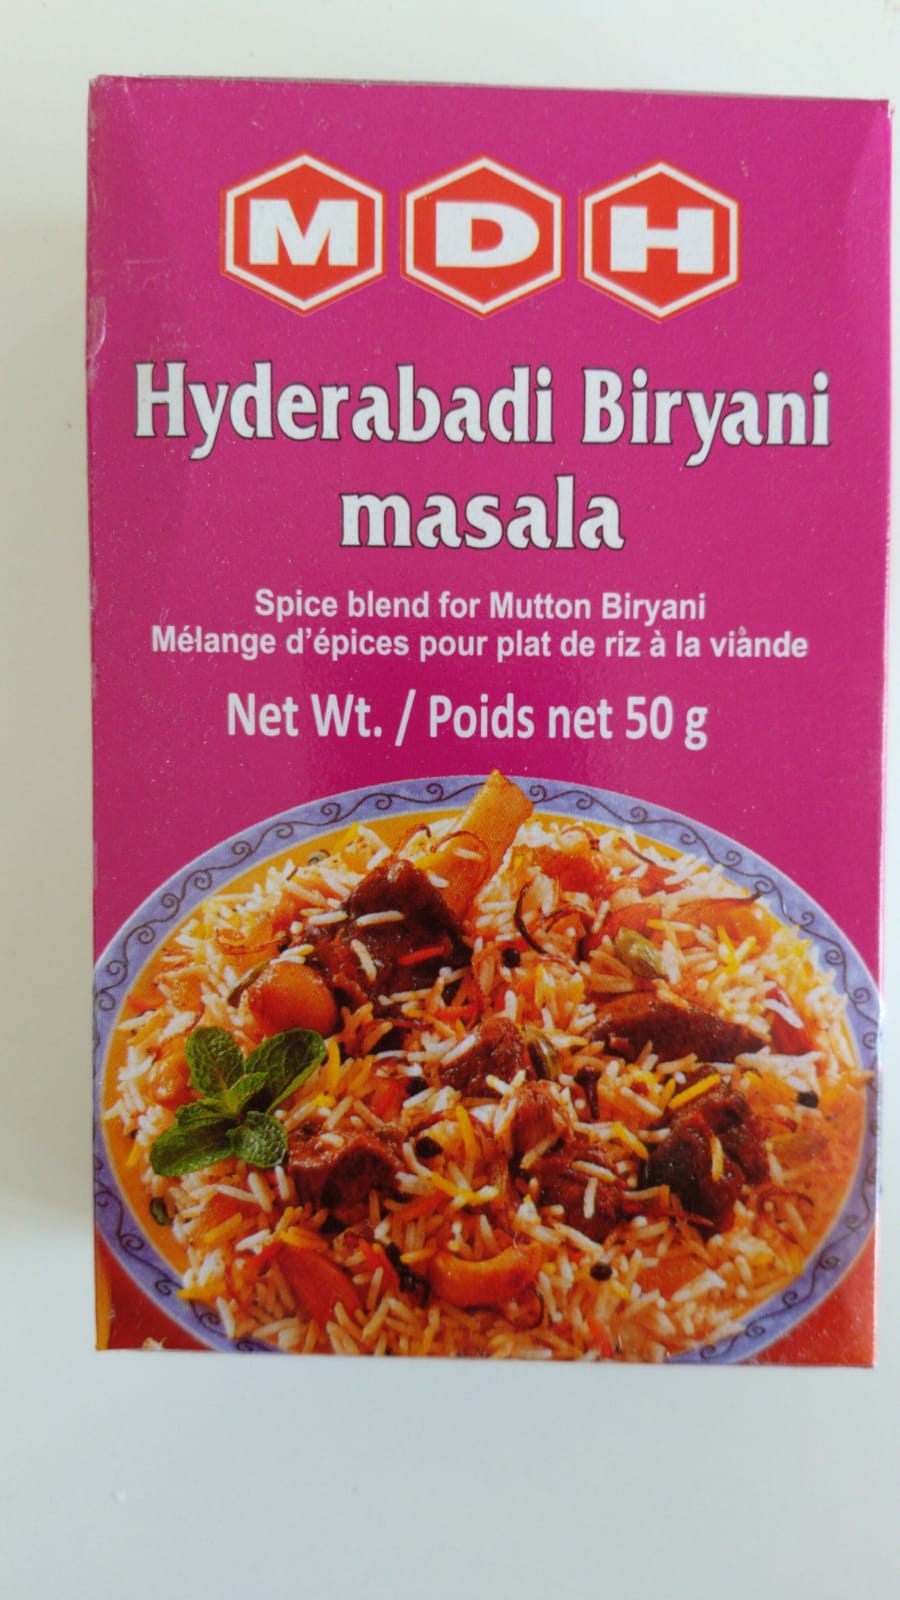 MDH
Hyderabadi Biryani
masala
Spice blend for Mutton Biryani
Mélange d'épices pour plat de riz à la viande
Net Wt. / Poids net 50 g